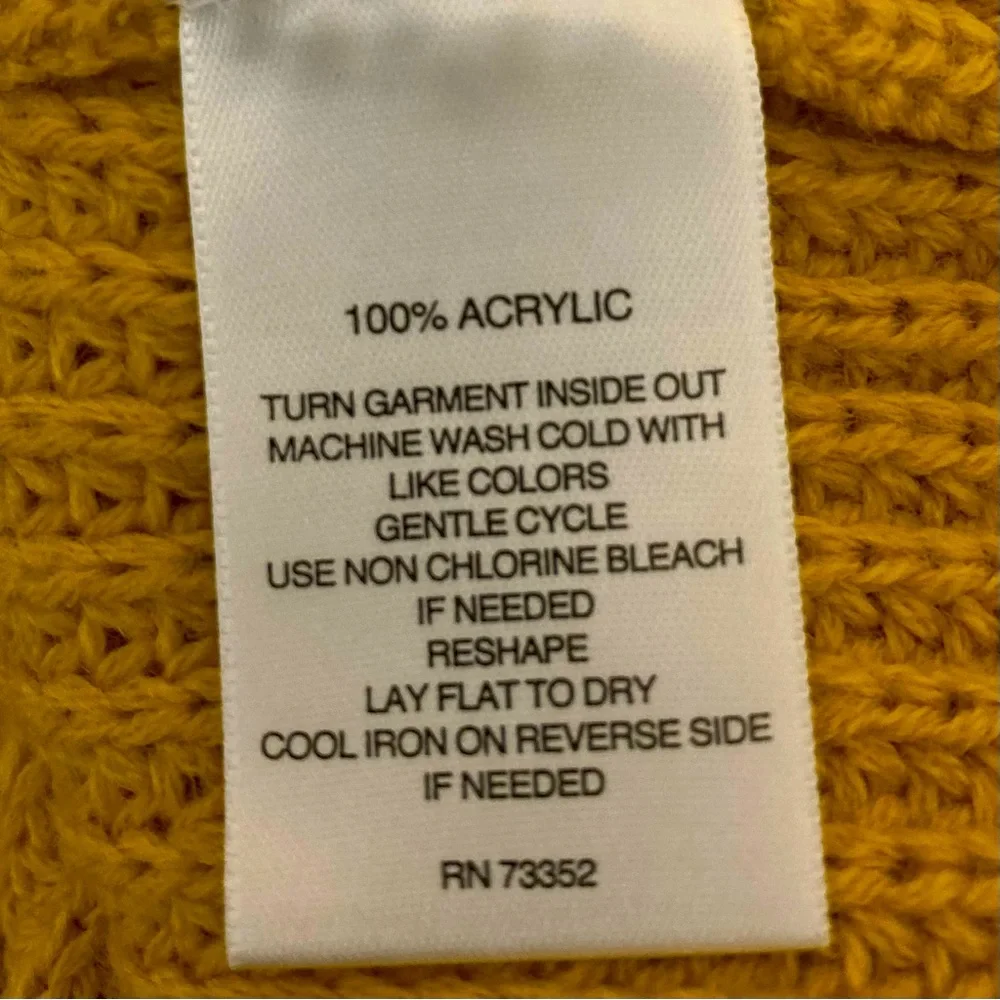 100% ACRYLIC
TURN GARMENT INSIDE OUT
MACHINE WASH COLD WITH
LIKE COLORS
GENTLE CYCLE
USE NON CHLORINE BLEACH
IF NEEDED
RESHAPE
LAY FLAT TO DRY
COOL IRON ON REVERSE SIDE
IF NEEDED
RN 73352